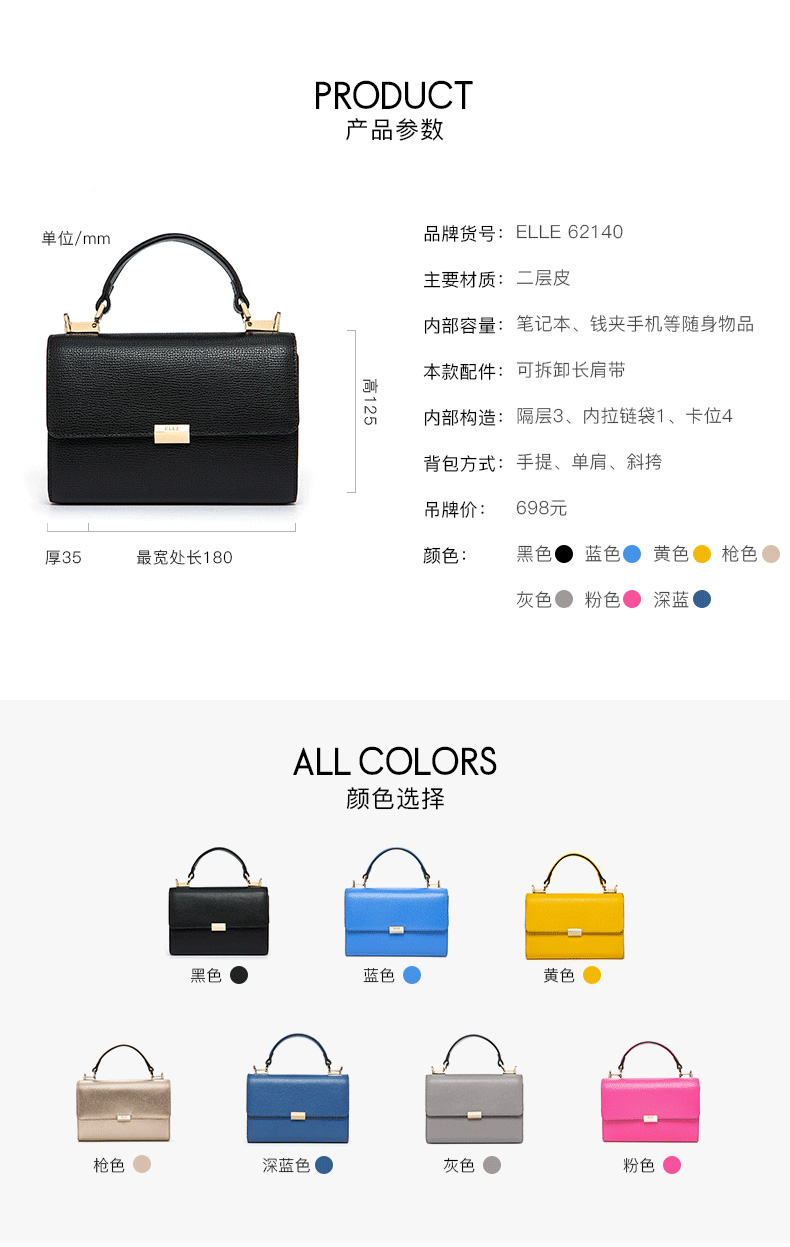 PRODUCT
产品参数
单位/mm
ELLE
高125
厚35
最宽处长180
品牌货号：ELLE 62140
主要材质：二层皮
内部容量：笔记本、钱夹手机等随身物品
本款配件：可拆卸长肩带
内部构造：隔层3、内拉链袋1、卡位4
背包方式：手提、单肩、斜挎
吊牌价：698元
颜色：黑色 蓝色 黄色 枪色
灰色 粉色 深蓝
ALL COLORS
颜色选择
黑色 蓝色 黄色
枪色 深蓝色 灰色 粉色